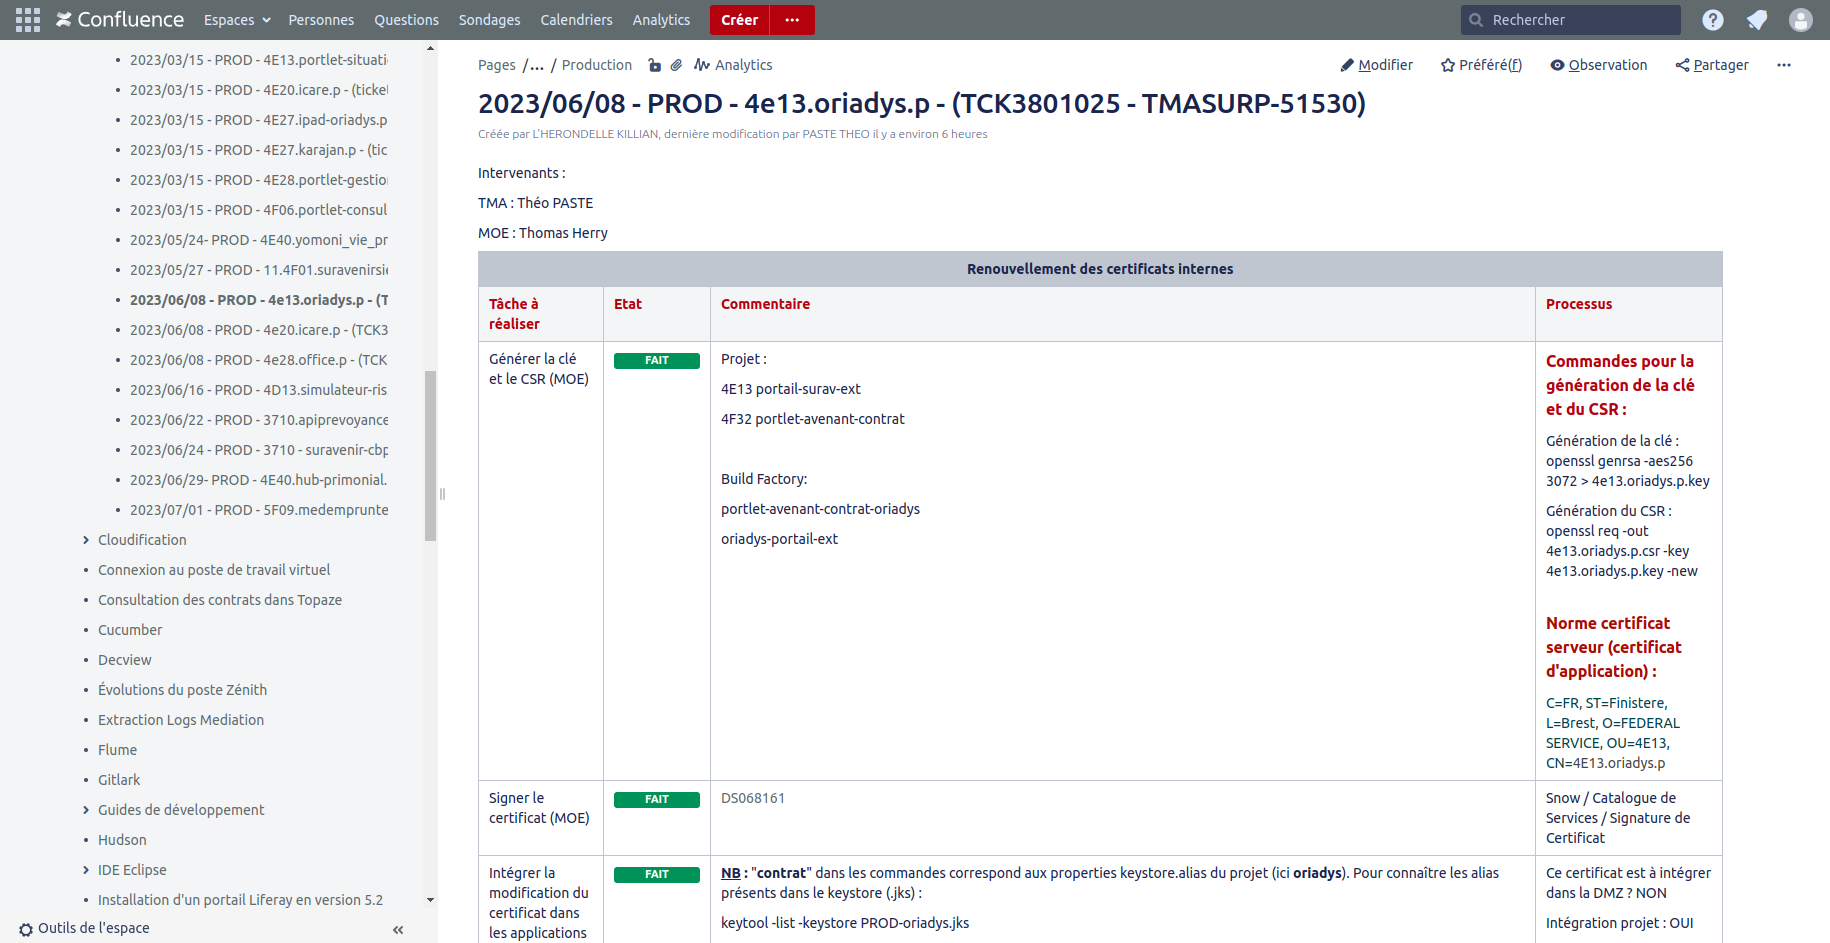 Confluence Espaces Personnes Questions Sondages Calendriers Analytics Créer ··· Rechercher
2023/03/15 - PROD - 4E13.portlet-situati
2023/03/15 - PROD - 4E20.icare.p - (ticket
2023/03/15 - PROD - 4E27.ipad-oriadys.p
2023/03/15 - PROD - 4E27.karajan.p - (tic
2023/03/15 - PROD - 4E28.portlet-gestion
2023/03/15 - PROD - 4F06.portlet-consul
2023/05/24- PROD - 4E40.yomoni_vie_pr
2023/05/27 - PROD - 11.4F01.suravenirsie
2023/06/08 - PROD - 4e13.oriadys.p - (T
2023/06/08 - PROD - 4e20.icare.p - (TCK3
2023/06/08 - PROD - 4e28.office.p - (TCK
2023/06/16 - PROD - 4D13.simulateur-ris
2023/06/22 - PROD - 3710.apiprevoyance
2023/06/24 - PROD - 3710 - suravenir-cbp
2023/06/29- PROD - 4E40.hub-primonial.
2023/07/01 - PROD - 5F09.medemprunte
Cloudification
Connexion au poste de travail virtuel
Consultation des contrats dans Topaze
Cucumber
Decview
Évolutions du poste Zénith
Extraction Logs Mediation
Flume
Gitlark
Guides de développement
Hudson
IDE Eclipse
Installation d'un portail Liferay en version 5.2
Outils de l'espace
Pages /... / Production Analytics Modifier Préféré(f) Observation Partager ···
2023/06/08 - PROD - 4e13.oriadys.p - (TCK3801025 - TMASURP-51530)
Créée par L'HERONDELLE KILLIAN, dernière modification par PASTE THEO il y a environ 6 heures
Intervenants :
TMA : Théo PASTE
MOE : Thomas Herry
Renouvellement des certificats internes
Tâche à
réaliser
Etat
Commentaire
Processus
Générer la clé
et le CSR (MOE)
FAIT
Projet :
4E13 portail-surav-ext
4F32 portlet-avenant-contrat
Build Factory:
portlet-avenant-contrat-oriadys
oriadys-portail-ext
Commandes pour la
génération de la clé
et du CSR :
Génération de la clé :
openssl genrsa -aes256
3072 > 4e13.oriadys.p.key
Génération du CSR :
openssl req -out
4e13.oriadys.p.csr -key
4e13.oriadys.p.key -new
Norme certificat
serveur (certificat
d'application) :
C=FR, ST=Finistere,
L=Brest, O=FEDERAL
SERVICE, OU=4E13,
CN=4E13.oriadys.p
Signer le
certificat (MOE)
FAIT
DS068161
Snow / Catalogue de
Services / Signature de
Certificat
Intégrer la
modification du
certificat dans
les applications
FAIT
NB : "contrat" dans les commandes correspond aux properties keystore.alias du projet (ici oriadys). Pour connaître les alias
présents dans le keystore (.jks) :
keytool -list -keystore PROD-oriadys.jks
Ce certificat est à intégrer
dans la DMZ ? NON
Intégration projet : OUI